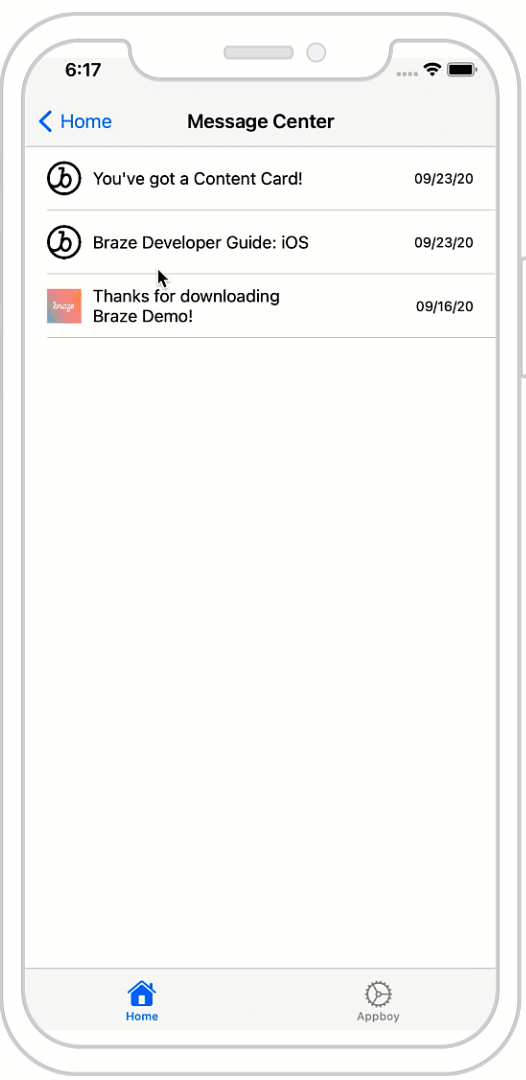 6:17
Home
Message Center
You've got a Content Card!
09/23/20
Braze Developer Guide: iOS
09/23/20
braze
Thanks for downloading
Braze Demo!
09/16/20
Home
Appboy